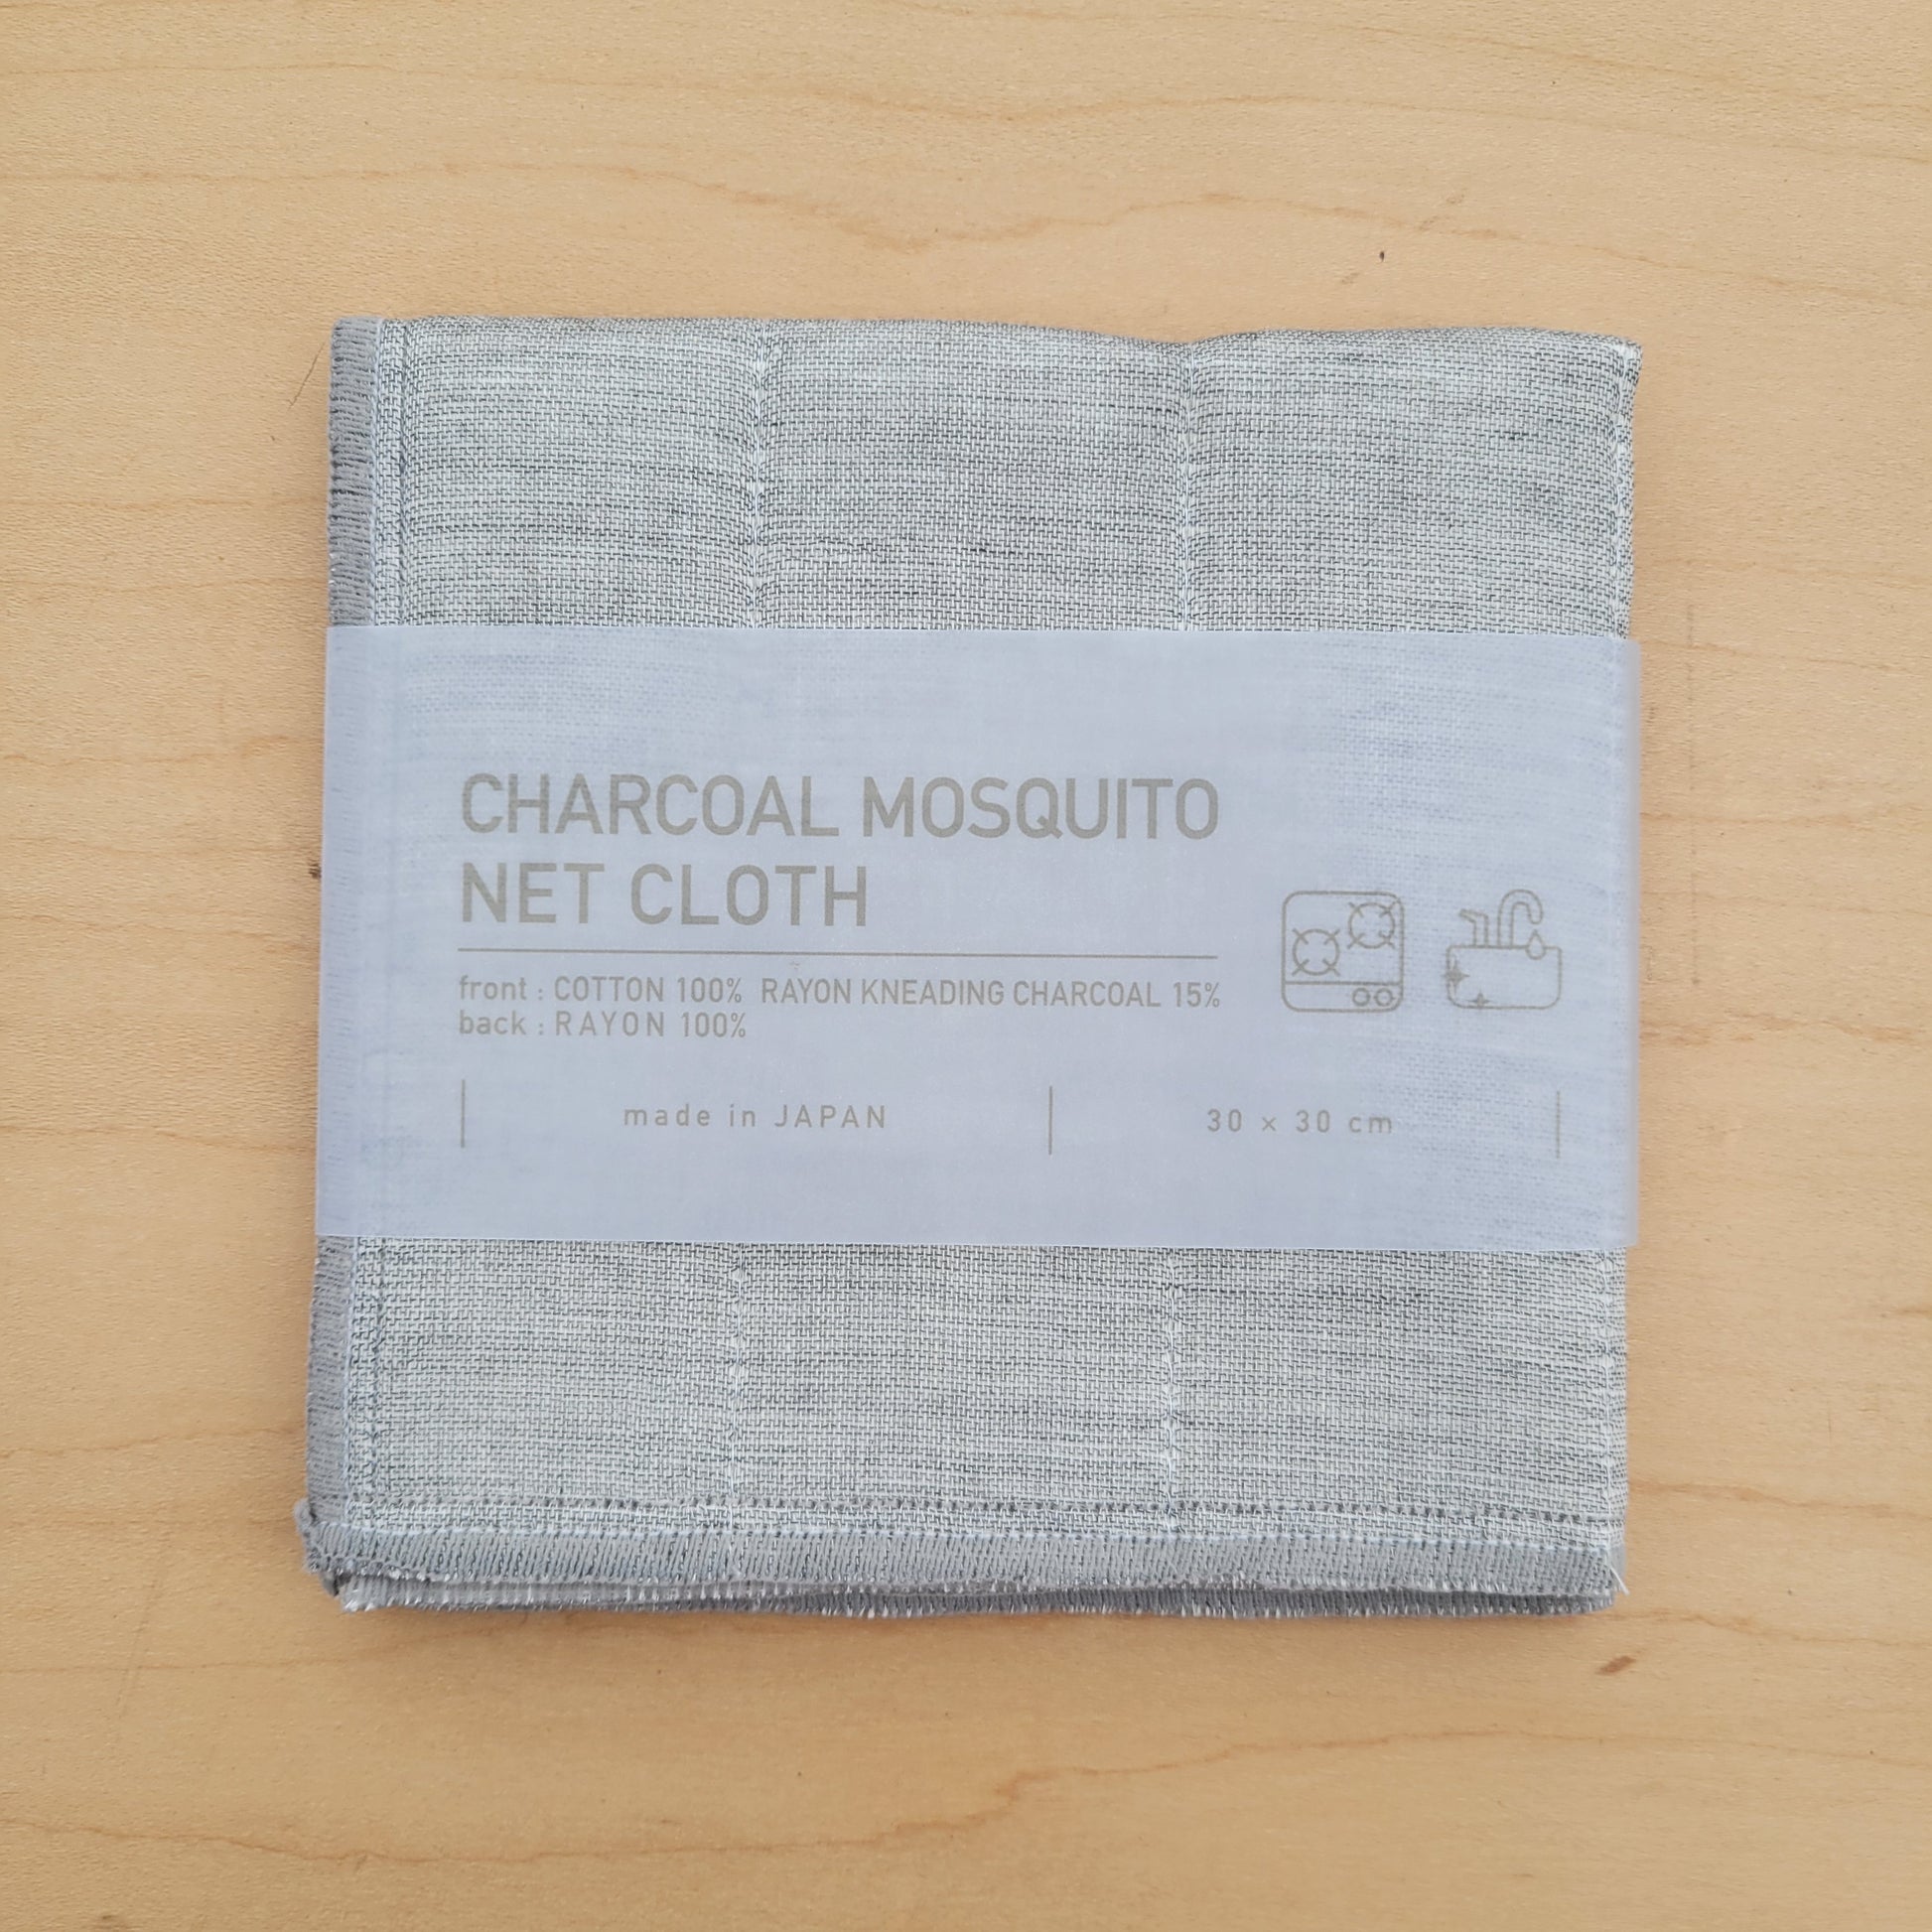 CHARCOAL MOSQUITO
NET CLOTH
front : COTTON 100% RAYON KNEADING CHARCOAL 15%
back : RAYON 100%
made in JAPAN
30 × 30 cm